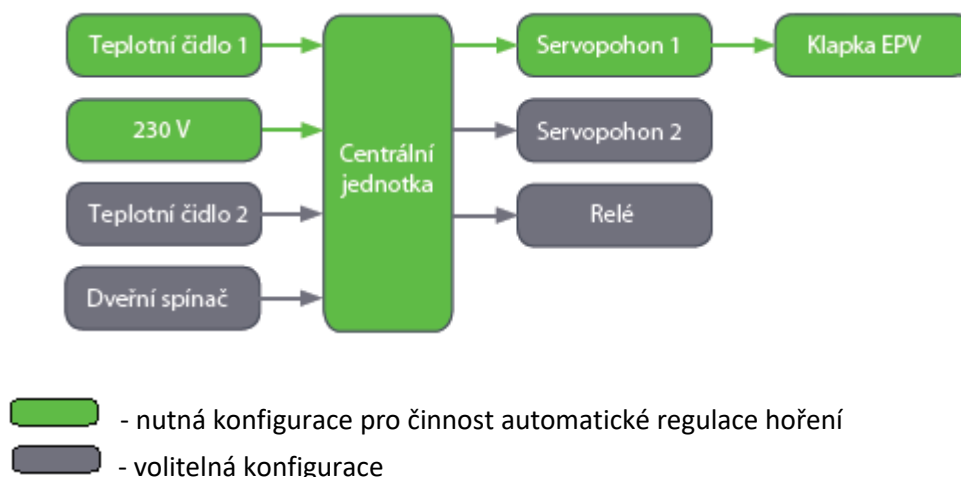 Teplotní čidlo 1
Servopohon 1
Klapka EPV
230 V
Servopohon 2
Centrální
jednotka
Teplotní čidlo 2
Relé
Dveřní spínač
- nutná konfigurace pro činnost automatické regulace hoření
- volitelná konfigurace